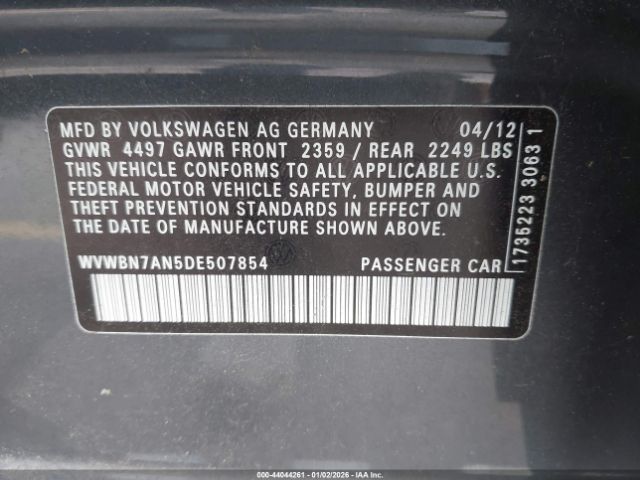 MFD BY VOLKSWAGEN AG GERMANY 04/12
GVWR 4497 GAWR FRONT 2359 / REAR 2249 LBS
THIS VEHICLE CONFORMS TO ALL APPLICABLE U.S.
FEDERAL MOTOR VEHICLE SAFETY, BUMPER AND
THEFT PREVENTION STANDARDS IN EFFECT ON
THE DATE OF MANUFACTURE SHOWN ABOVE.
WVWBN7AN5DE507854 PASSENGER CAR
1735223 3063 1
000-44044261 - 01/02/2026 - IAAI.CA